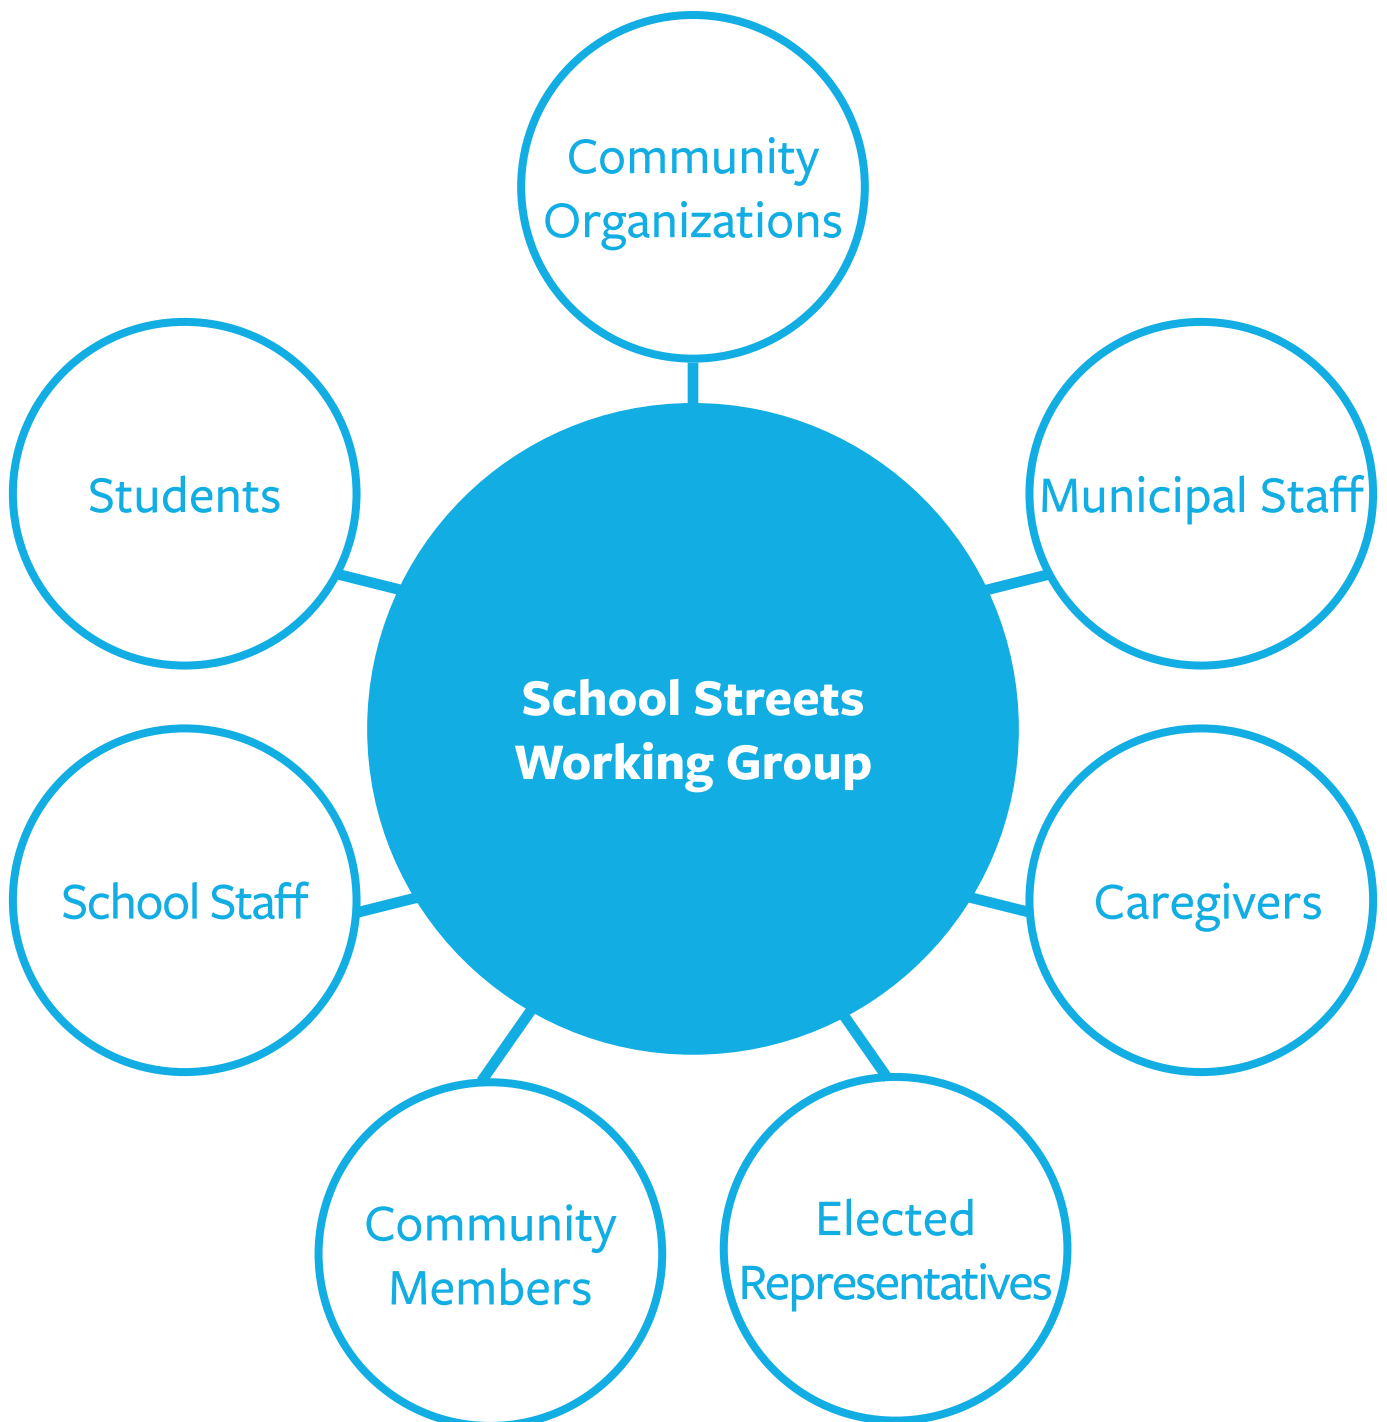 Community
Organizations
Students
Municipal Staff
School Streets
Working Group
School Staff
Caregivers
Community
Members
Elected
Representatives